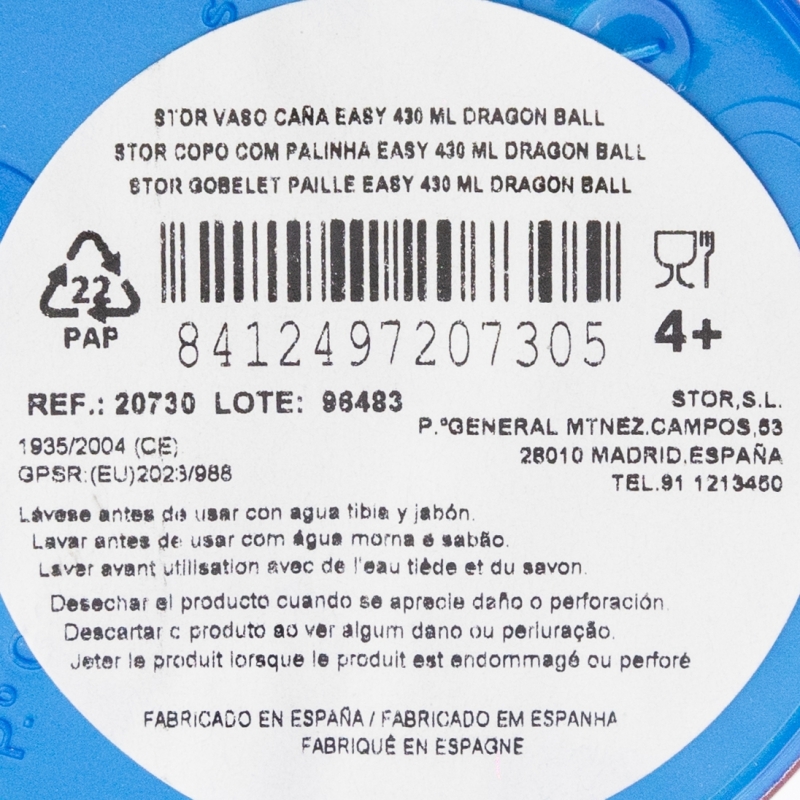 STOR VASO CAÑA EASY 430 ML DRAGON BALL
STOR COPO COM PALINHA EASY 430 ML DRAGON BALL
STOR GOBELET PAILLE EASY 430 ML DRAGON BALL
22
PAP
8412497207305
4+
REF.: 20730 LOTE: 96483
1935/2004 (CE)
GPSR:(EU)2023/988
STOR,S.L.
P.ºGENERAL MTNEZ.CAMPOS,53
28010 MADRID.ESPAÑA
TEL.91 1213460
Lávese antes de usar con agua tibia y jabón.
Lavar antes de usar com água morna e sabão.
Laver avant utilisation avec de l'eau tiède et du savon.
Desechar el producto cuando se aprecie daño o perforación
Descartar o produto ao ver algum dano ou perfuração.
Jeter le produit lorsque le produit est endommagé ou perforé
FABRICADO EN ESPAÑA / FABRICADO EM ESPANHA
FABRIQUÉ EN ESPAGNE